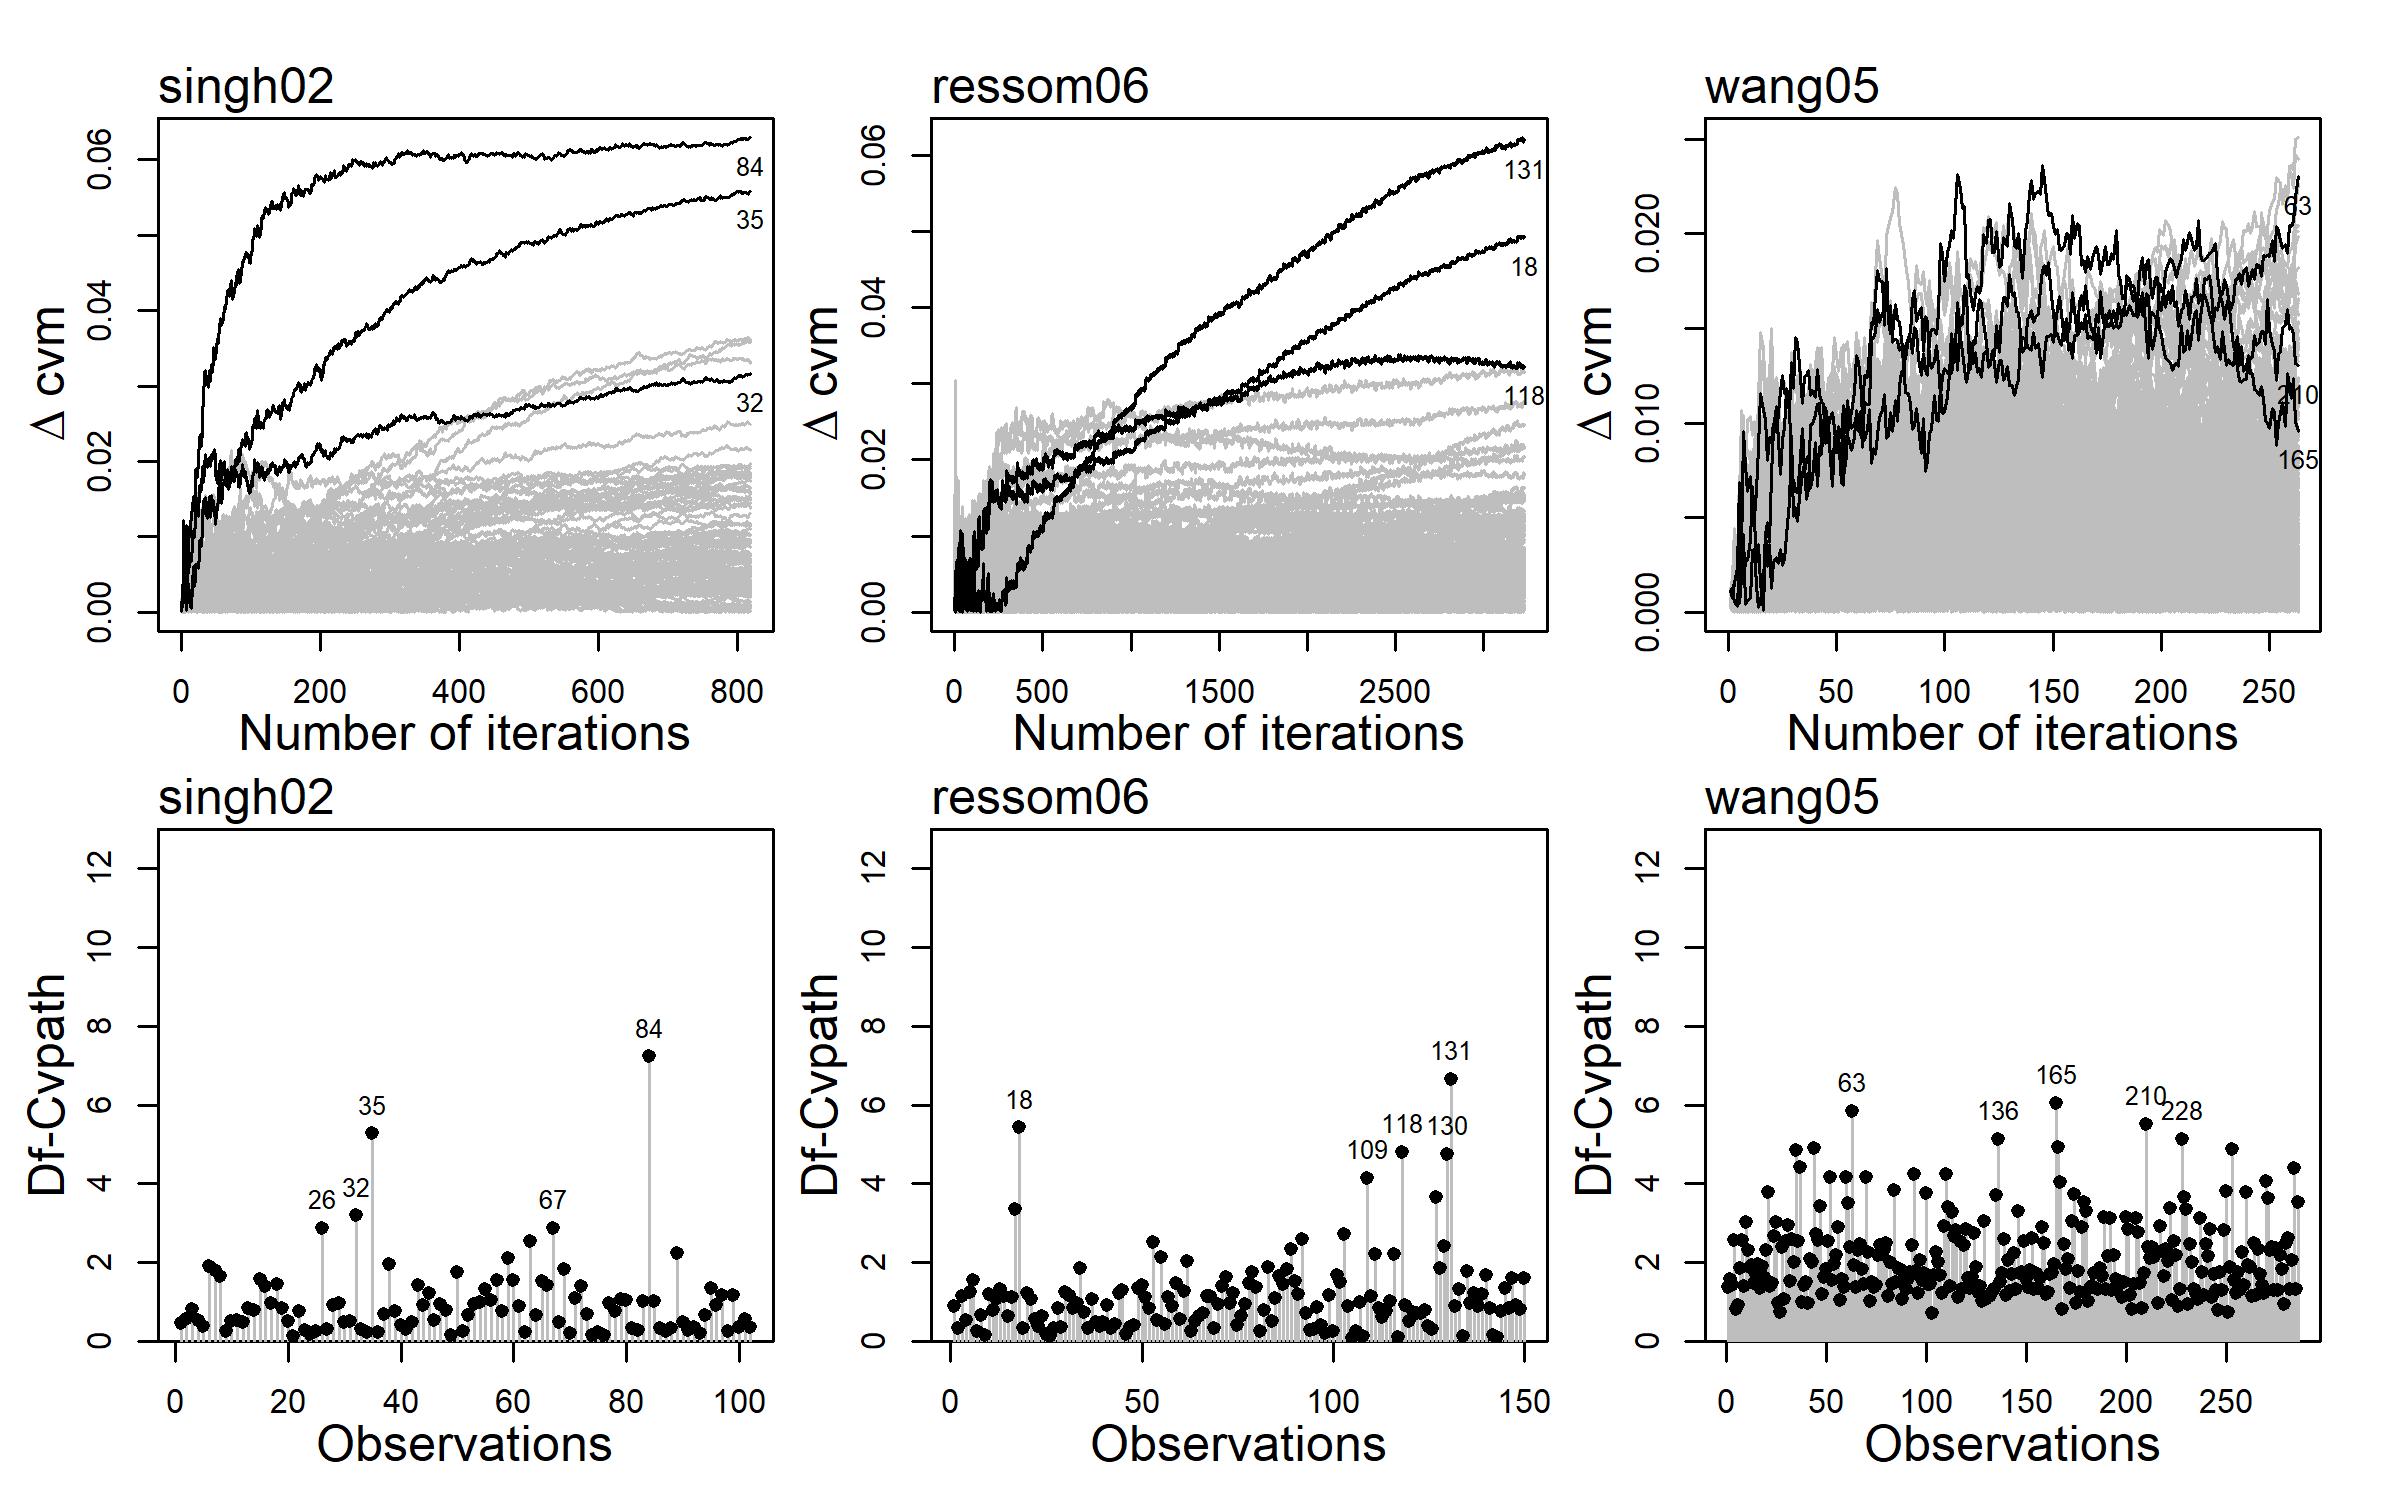 singh02
Δ cvm
0.00 0.02 0.04 0.06
84
35
32
0 200 400 600 800
Number of iterations
ressom06
Δ cvm
0.00 0.02 0.04 0.06
131
18
118
0 500 1500 2500
Number of iterations
wang05
Δ cvm
0.000 0.010 0.020
63
210
165
0 50 100 150 200 250
Number of iterations
singh02
Df-Cvpath
0 2 4 6 8 10 12
26 32 35 67 84
0 20 40 60 80 100
Observations
ressom06
Df-Cvpath
0 2 4 6 8 10 12
18 109 118 130 131
0 50 100 150
Observations
wang05
Df-Cvpath
0 2 4 6 8 10 12
63 136 165 210 228
0 50 100 150 200 250
Observations